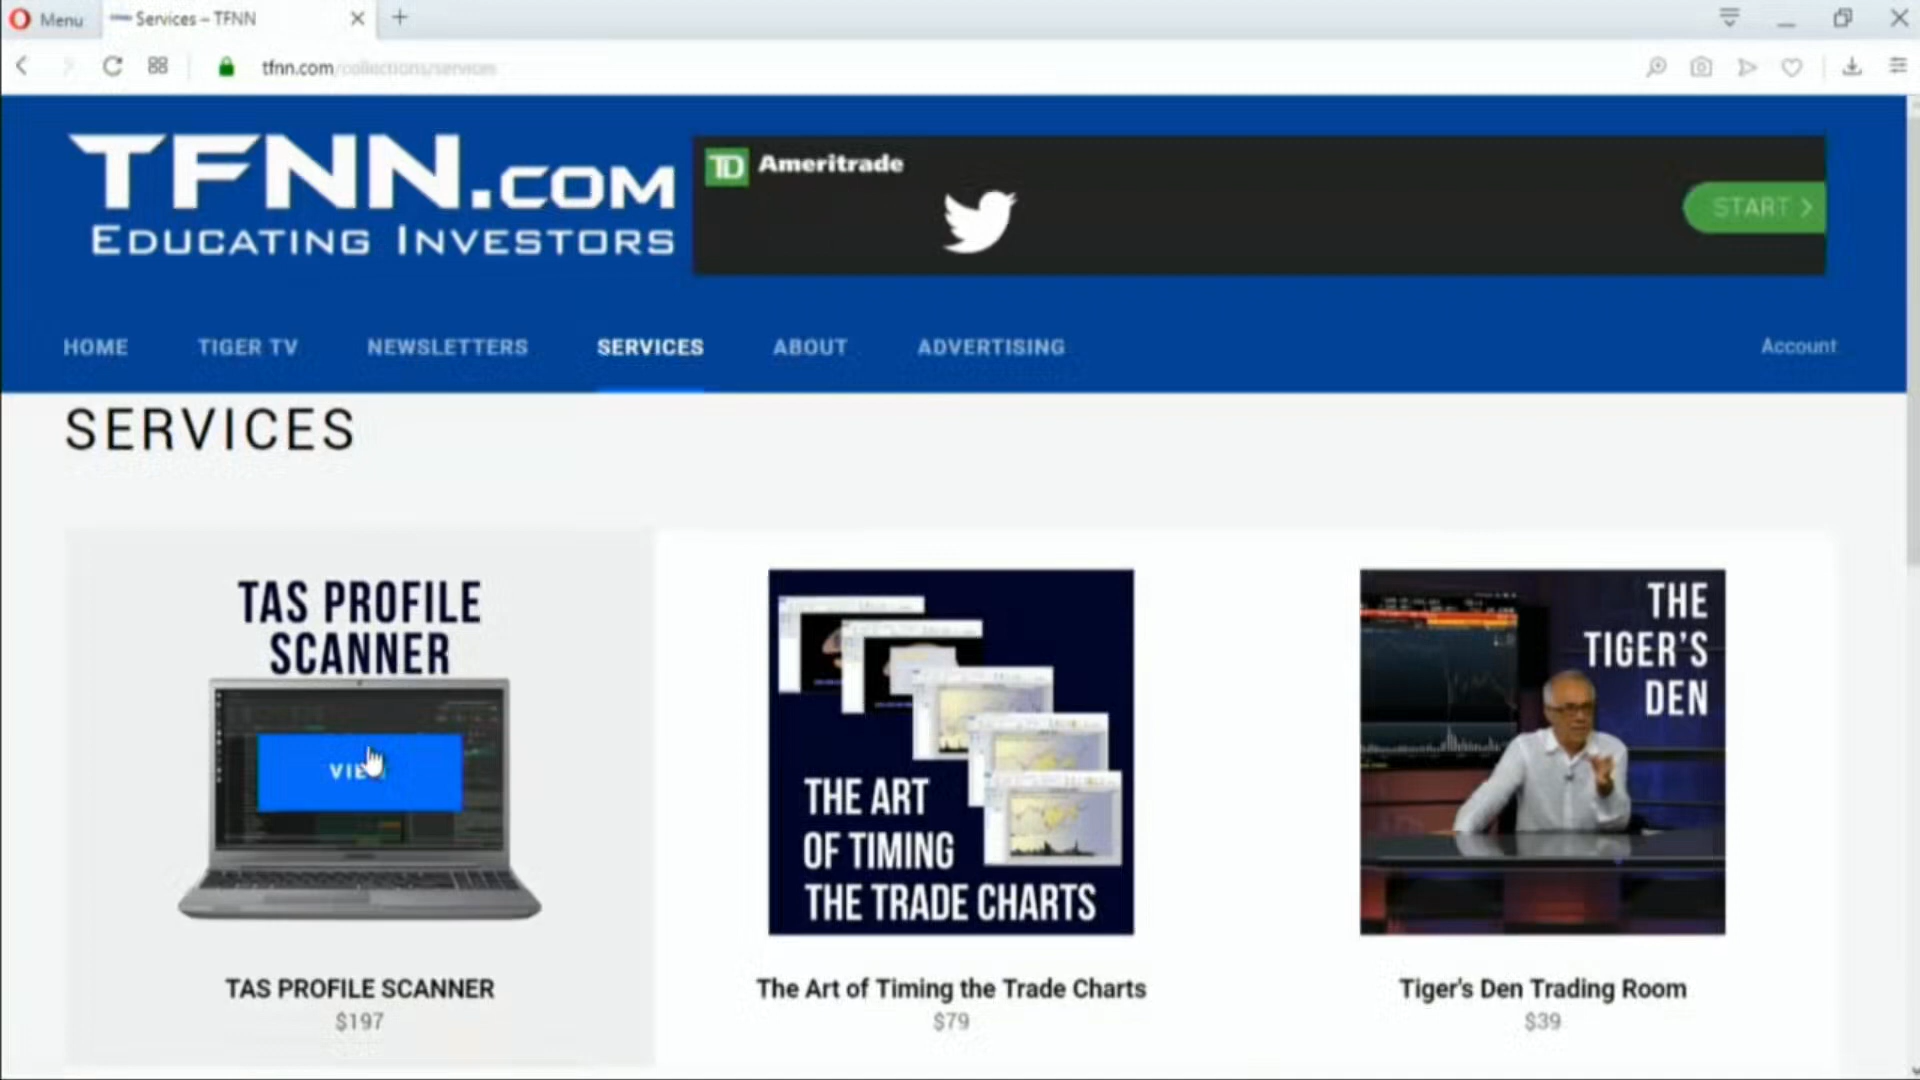 Menu
Services – TFNN
tfnn.com/collections/services
TFNN.COM
EDUCATING INVESTORS
TD Ameritrade
START >
HOME
TIGER TV
NEWSLETTERS
SERVICES
ABOUT
ADVERTISING
Account
SERVICES
TAS PROFILE
SCANNER
THE ART
OF TIMING
THE TRADE CHARTS
THE
TIGER'S
DEN
TAS PROFILE SCANNER
$197
The Art of Timing the Trade Charts
$79
Tiger's Den Trading Room
$39